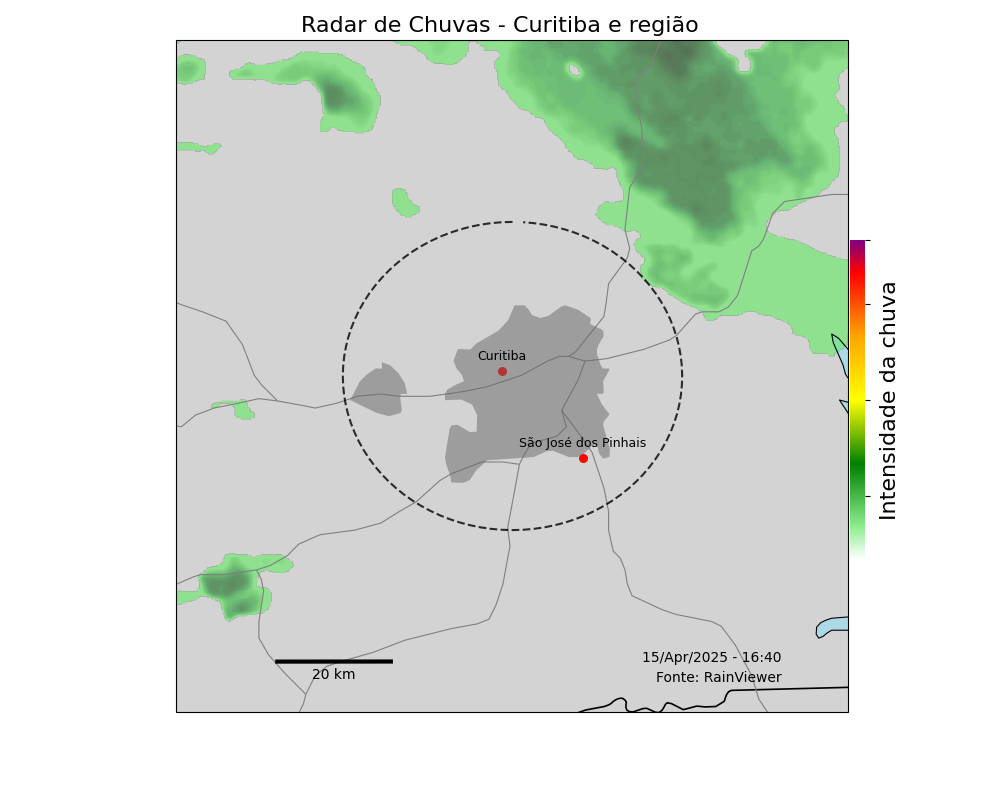 Radar de Chuvas - Curitiba e região
Curitiba
São José dos Pinhais
Intensidade da chuva
15/Apr/2025 - 16:40
Fonte: RainViewer
20 km